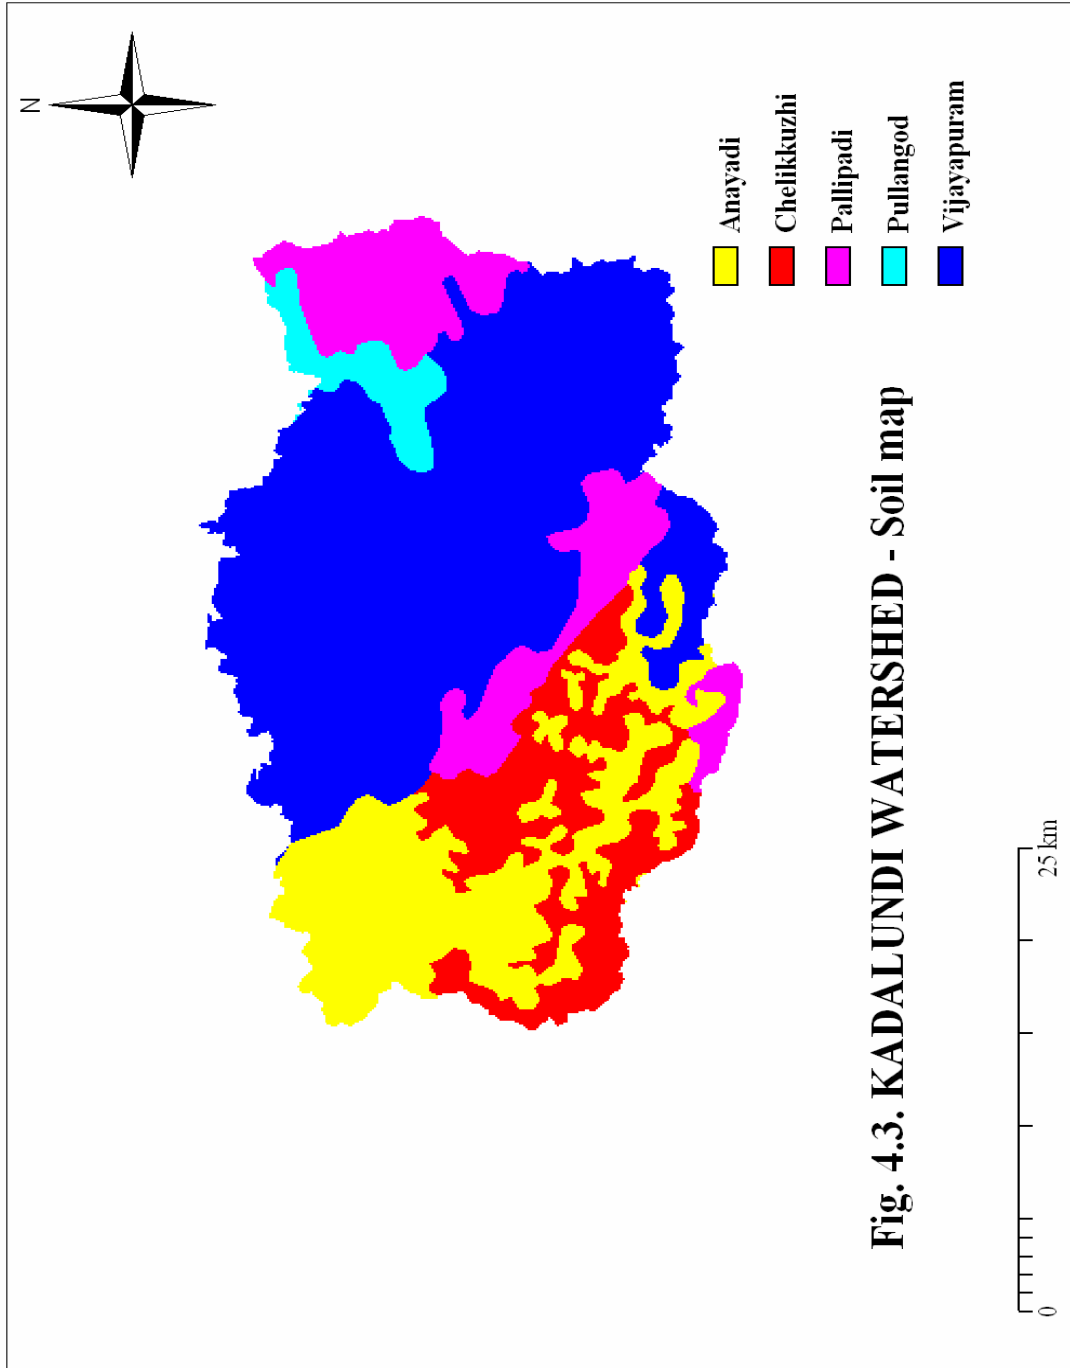 N
Anayadi
Chelikkuzhi
Pallipadi
Pullangod
Vijayapuram
Fig. 4.3. KADALUNDI WATERSHED - Soil map
0 25 km